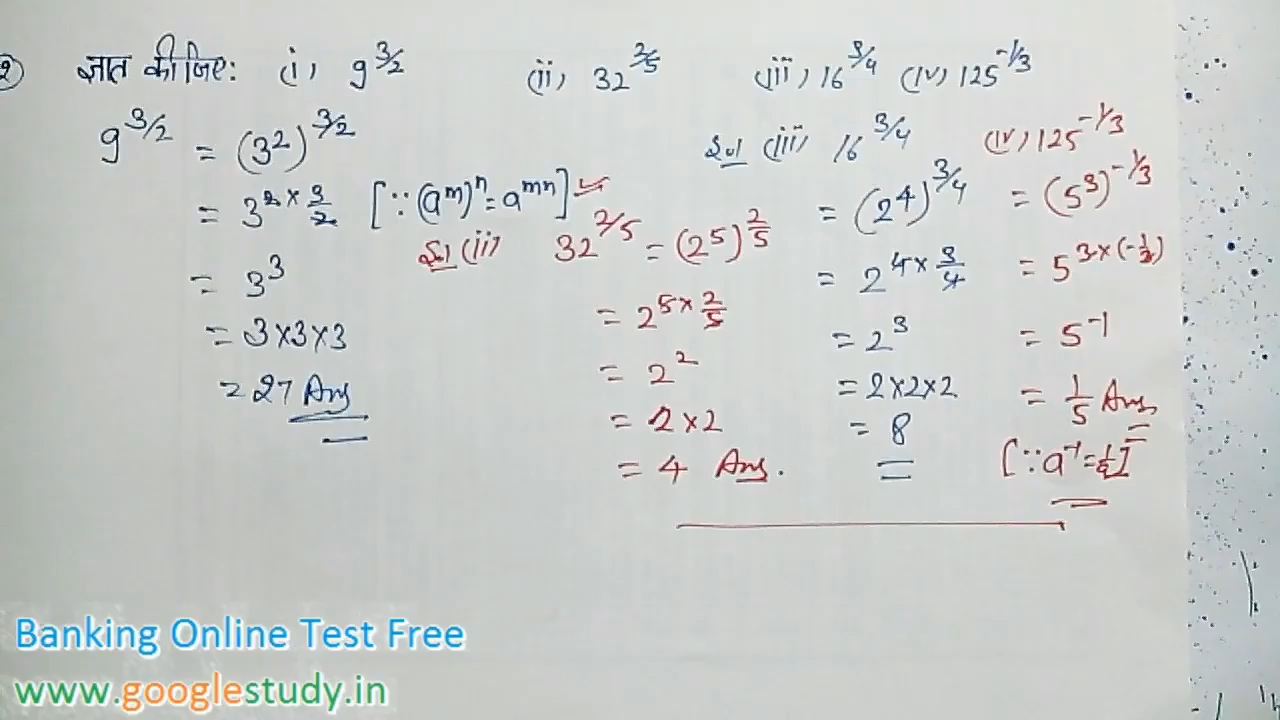 2 ज्ञात कीजिए: (i) 9^3/2 (ii) 32^2/5 (iii) 16^3/4 (iv) 125^-1/3
9^3/2 = (3^2)^3/2
= 3^2×3/2 [∵(a^m)^n = a^mn]
= 3^3
= 3×3×3
= 27 Ans
Sol (ii) 32^2/5 = (2^5)^2/5
= 2^5×2/5
= 2^2
= 2×2
= 4 Ans.
Sol (iii) 16^3/4
= (2^4)^3/4
= 2^4×3/4
= 2^3
= 2×2×2
= 8
(iv) 125^-1/3
= (5^3)^-1/3
= 5^3×(-1/3)
= 5^-1
= 1/5 Ans
[∵a^-1 = 1/a]
Banking Online Test Free
www.googlestudy.in